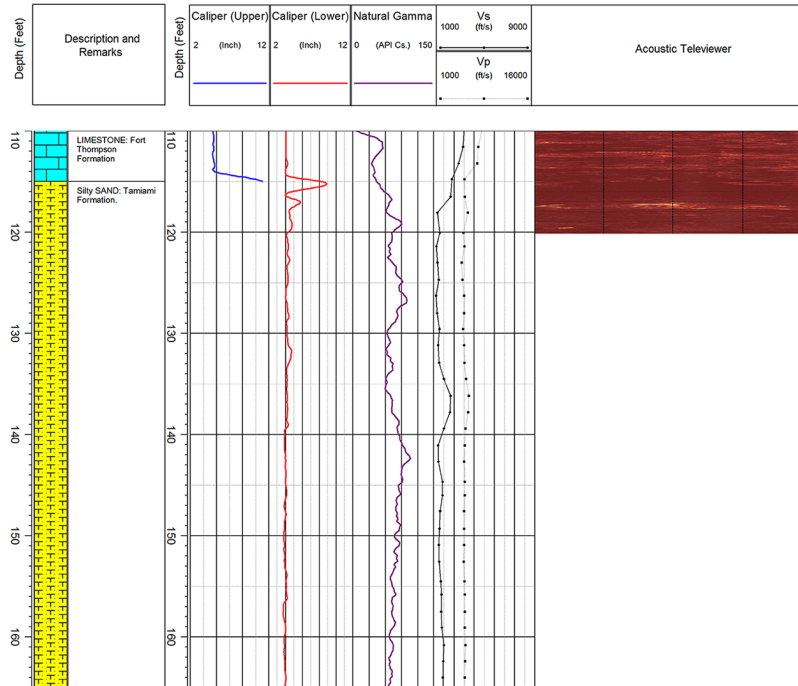 Depth (Feet)
Description and
Remarks
Depth (Feet)
Caliper (Upper)
2 (Inch) 12
Caliper (Lower)
2 (Inch) 12
Natural Gamma
0 (API Cs.) 150
Vs
1000 (ft/s) 9000
Vp
1000 (ft/s) 16000
Acoustic Televiewer
LIMESTONE: Fort
Thompson
Formation
Silty SAND: Tamiami
Formation.
110
120
130
140
150
160
110
120
130
140
150
160